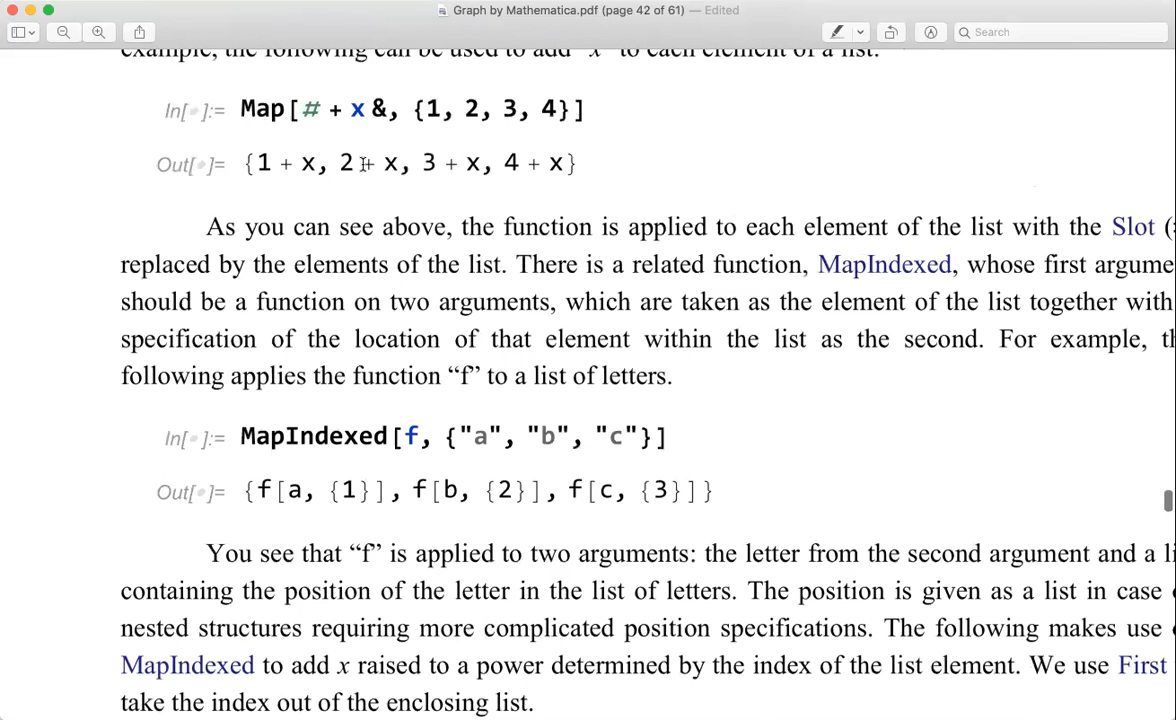 Graph by Mathematica.pdf (page 42 of 61) — Edited
Search
example, the following can be used to add “x” to each element of a list.
In[ ]:= Map[# + x &, {1, 2, 3, 4}]
Out[ ]= {1 + x, 2 + x, 3 + x, 4 + x}
As you can see above, the function is applied to each element of the list with the Slot (
replaced by the elements of the list. There is a related function, MapIndexed, whose first argume
should be a function on two arguments, which are taken as the element of the list together with
specification of the location of that element within the list as the second. For example, th
following applies the function “f” to a list of letters.
In[ ]:= MapIndexed[f, {"a", "b", "c"}]
Out[ ]= {f[a, {1}], f[b, {2}], f[c, {3}]}
You see that “f” is applied to two arguments: the letter from the second argument and a li
containing the position of the letter in the list of letters. The position is given as a list in case
nested structures requiring more complicated position specifications. The following makes use
MapIndexed to add x raised to a power determined by the index of the list element. We use First
take the index out of the enclosing list.